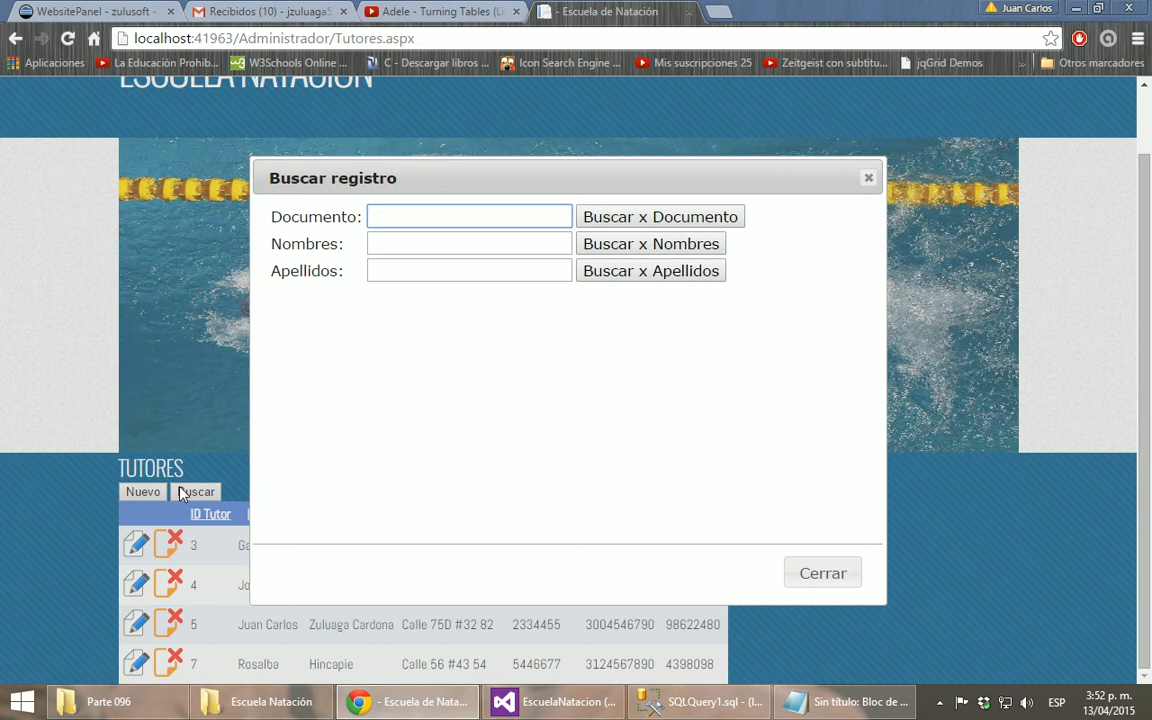 WebsitePanel - zulusoft -
Recibidos (10) - jzuluaga5
Adele - Turning Tables (Li
- Escuela de Natación
Juan Carlos
localhost:41963/Administrador/Tutores.aspx
Aplicaciones
La Educación Prohib...
W3Schools Online ...
C - Descargar libros ...
Icon Search Engine ...
Mis suscripciones 25
Zeitgeist con subtitu...
jqGrid Demos
»
Otros marcadores
ESCUELA NATACIÓN
Buscar registro
Documento:
Buscar x Documento
Nombres:
Buscar x Nombres
Apellidos:
Buscar x Apellidos
Cerrar
TUTORES
Nuevo
Buscar
ID Tutor
3 Ga
4 Jo
5 Juan Carlos Zuluaga Cardona Calle 75D #32 82 2334455 3004546790 98622480
7 Rosalba Hincapie Calle 56 #43 54 5446677 3124567890 4398098
Parte 096
Escuela Natación
- Escuela de Nata...
EscuelaNatacion (...
SQLQuery1.sql - (l...
Sin título: Bloc de ...
ESP
3:52 p. m.
13/04/2015